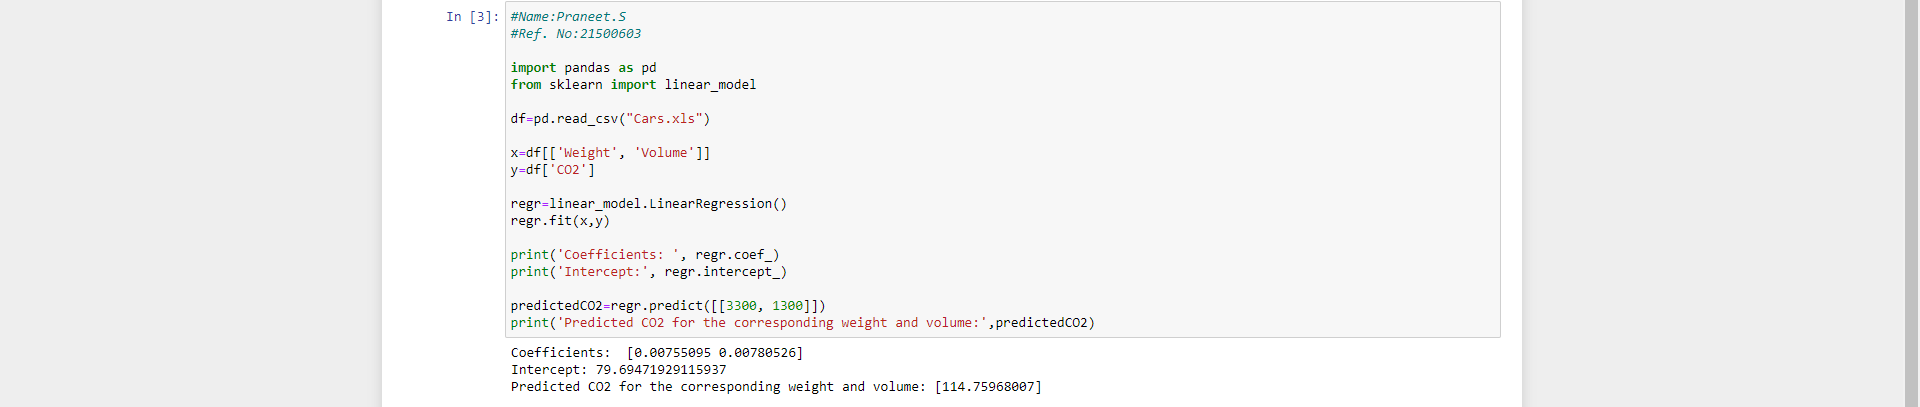 In [3]:
#Name:Praneet.S
#Ref. No:21500603
import pandas as pd
from sklearn import linear_model
df=pd.read_csv("Cars.xls")
x=df[['Weight', 'Volume']]
y=df['CO2']
regr=linear_model.LinearRegression()
regr.fit(x,y)
print('Coefficients: ', regr.coef_)
print('Intercept:', regr.intercept_)
predictedCO2=regr.predict([[3300, 1300]])
print('Predicted CO2 for the corresponding weight and volume:',predictedCO2)
Coefficients:  [0.00755095 0.00780526]
Intercept: 79.69471929115937
Predicted CO2 for the corresponding weight and volume: [114.75968007]